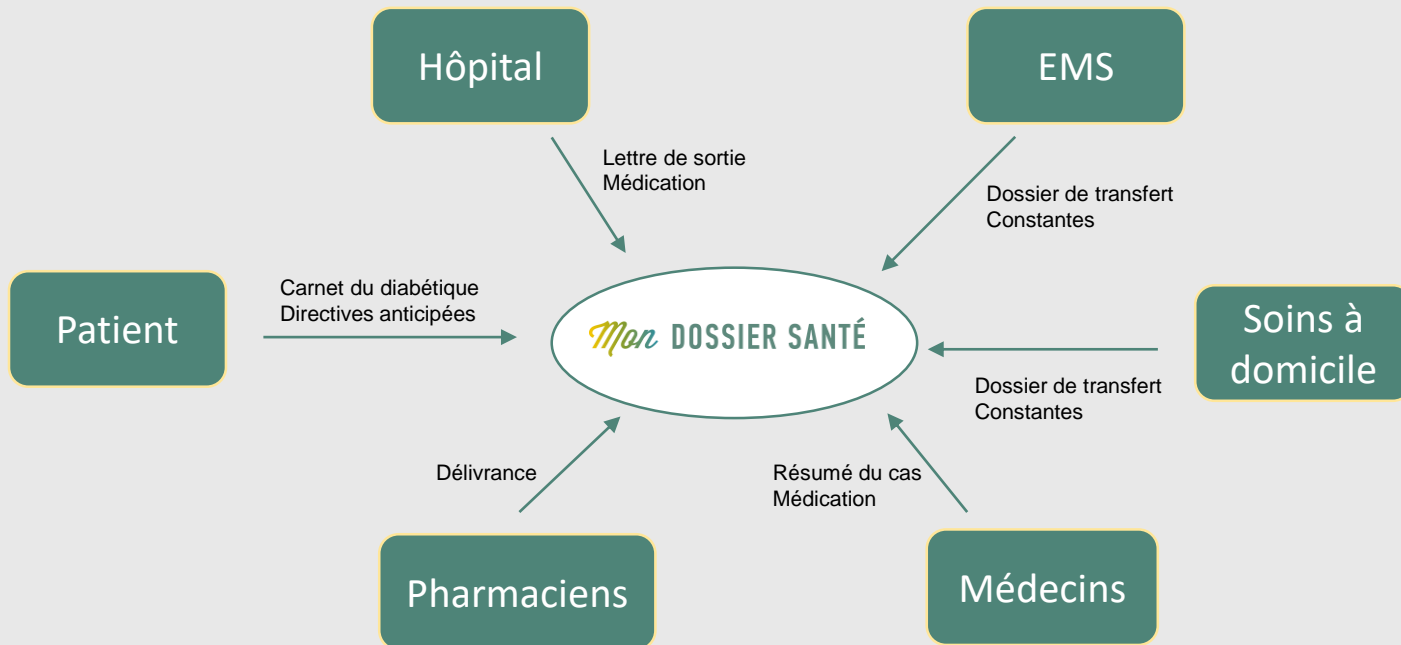 Hôpital
EMS
Lettre de sortie
Médication
Dossier de transfert
Constantes
Patient
Carnet du diabétique
Directives anticipées
Mon DOSSIER SANTÉ
Soins à
domicile
Dossier de transfert
Constantes
Délivrance
Résumé du cas
Médication
Pharmaciens
Médecins